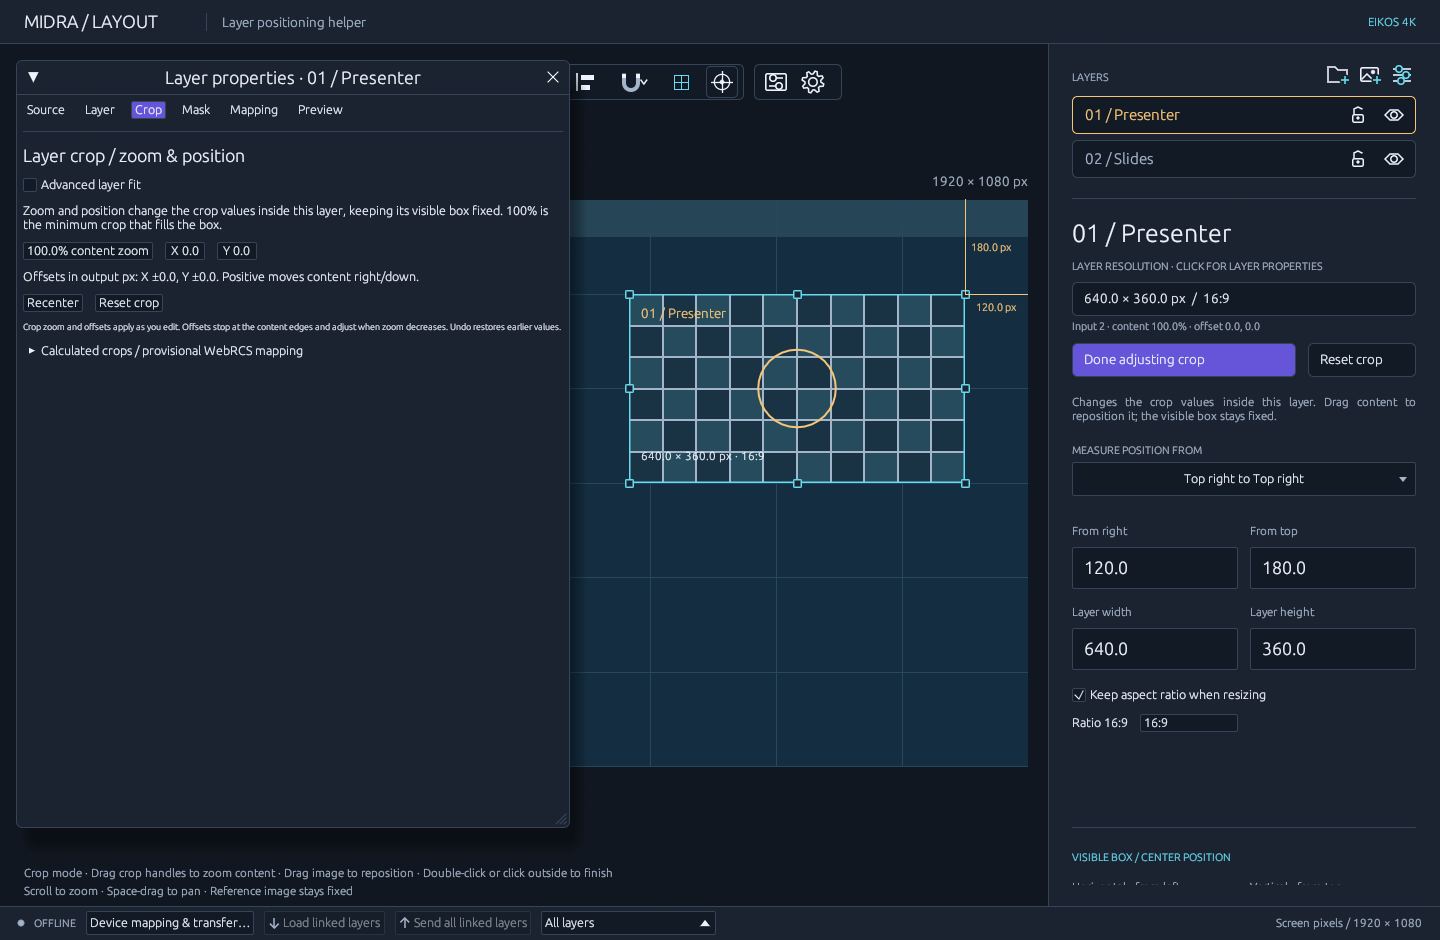 MIDRA / LAYOUT
Layer positioning helper
EIKOS 4K
Layer properties · 01 / Presenter
Source Layer Crop Mask Mapping Preview
Layer crop / zoom & position
Advanced layer fit
Zoom and position change the crop values inside this layer, keeping its visible box fixed. 100% is
the minimum crop that fills the box.
100.0% content zoom X 0.0 Y 0.0
Offsets in output px: X ±0.0, Y ±0.0. Positive moves content right/down.
Recenter Reset crop
Crop zoom and offsets apply as you edit. Offsets stop at the content edges and adjust when zoom decreases. Undo restores earlier values.
Calculated crops / provisional WebRCS mapping
1920 × 1080 px
180.0 px
120.0 px
01 / Presenter
640.0 × 360.0 px · 16:9
LAYERS
01 / Presenter
02 / Slides
01 / Presenter
LAYER RESOLUTION · CLICK FOR LAYER PROPERTIES
640.0 × 360.0 px / 16:9
Input 2 · content 100.0% · offset 0.0, 0.0
Done adjusting crop Reset crop
Changes the crop values inside this layer. Drag content to
reposition it; the visible box stays fixed.
MEASURE POSITION FROM
Top right to Top right
From right From top
120.0 180.0
Layer width Layer height
640.0 360.0
Keep aspect ratio when resizing
Ratio 16:9 16:9
VISIBLE BOX / CENTER POSITION
Crop mode · Drag crop handles to zoom content · Drag image to reposition · Double-click or click outside to finish
Scroll to zoom · Space-drag to pan · Reference image stays fixed
OFFLINE Device mapping & transfer... Load linked layers Send all linked layers All layers Screen pixels / 1920 × 1080